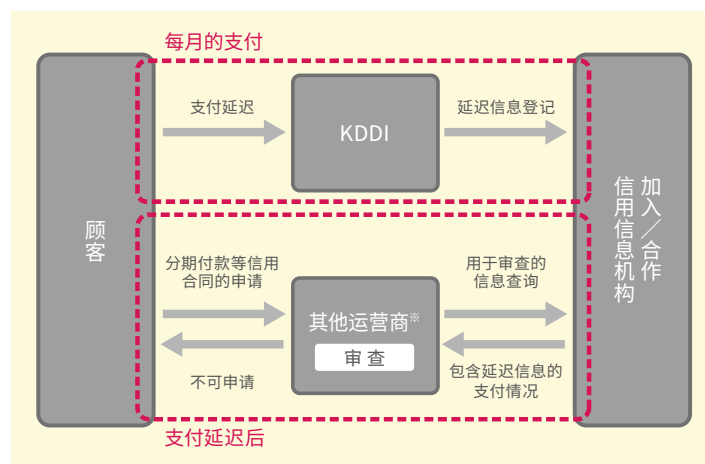 每月的支付
支付延迟
KDDI
延迟信息登记
顾客
加入／合作
信用信息机构
分期付款等信用
合同的申请
其他运营商※
审查
用于审查的
信息查询
不可申请
包含延迟信息的
支付情况
支付延迟后